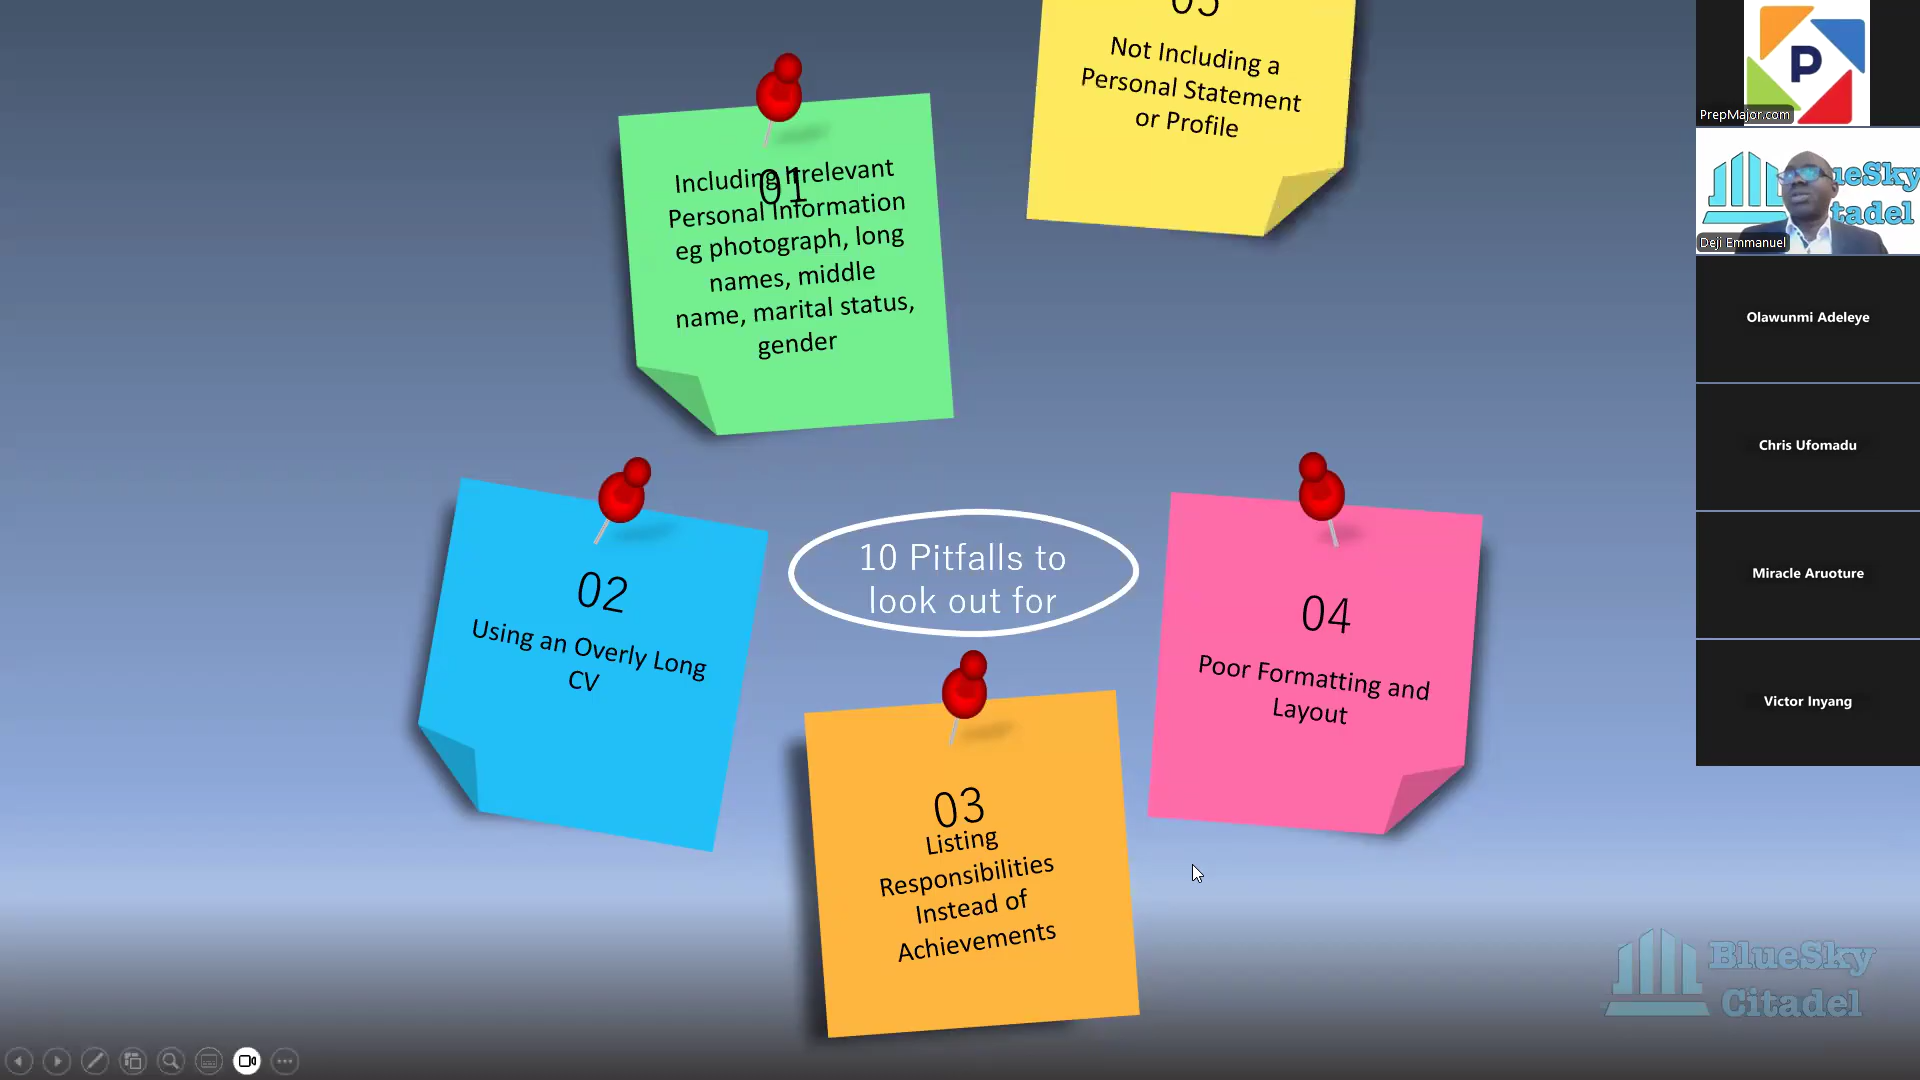 05
Not Including a
Personal Statement
or Profile
01
Including Irrelevant
Personal Information
eg photograph, long
names, middle
name, marital status,
gender
02
Using an Overly Long
CV
10 Pitfalls to
look out for
04
Poor Formatting and
Layout
03
Listing
Responsibilities
Instead of
Achievements
BlueSky
Citadel
P
PrepMajor.com
ueSky
tadel
Deji Emmanuel
Olawunmi Adeleye
Chris Ufomadu
Miracle Aruoture
Victor Inyang